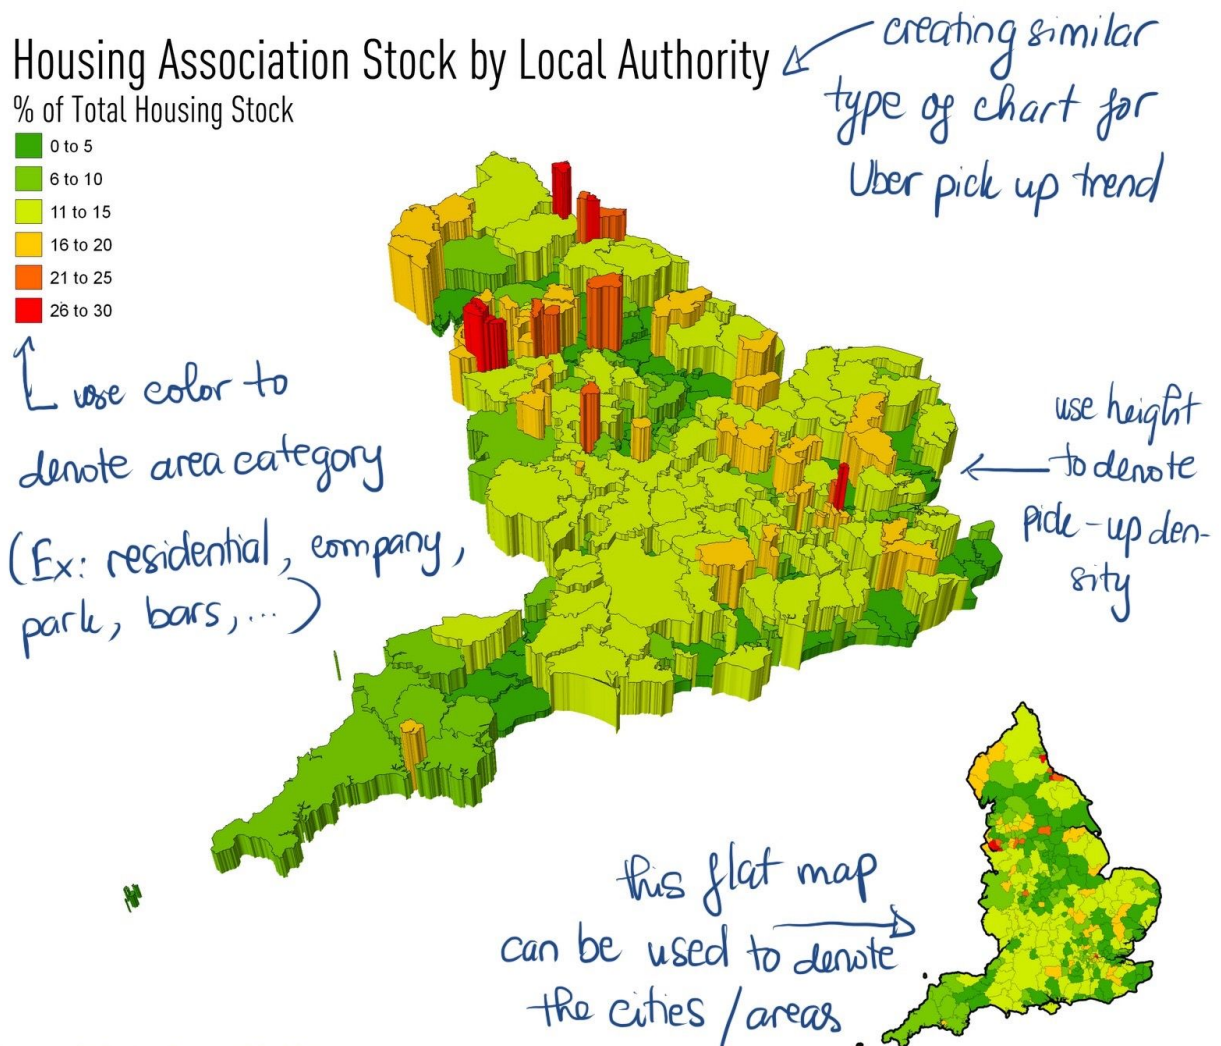 Housing Association Stock by Local Authority
% of Total Housing Stock
0 to 5
6 to 10
11 to 15
16 to 20
21 to 25
26 to 30
creating similar
type of chart for
Uber pick up trend
use color to
denote area category
(Ex: residential, company,
park, bars, ...)
use height
to denote
pick-up den-
sity
this flat map
can be used to denote
the cities / areas